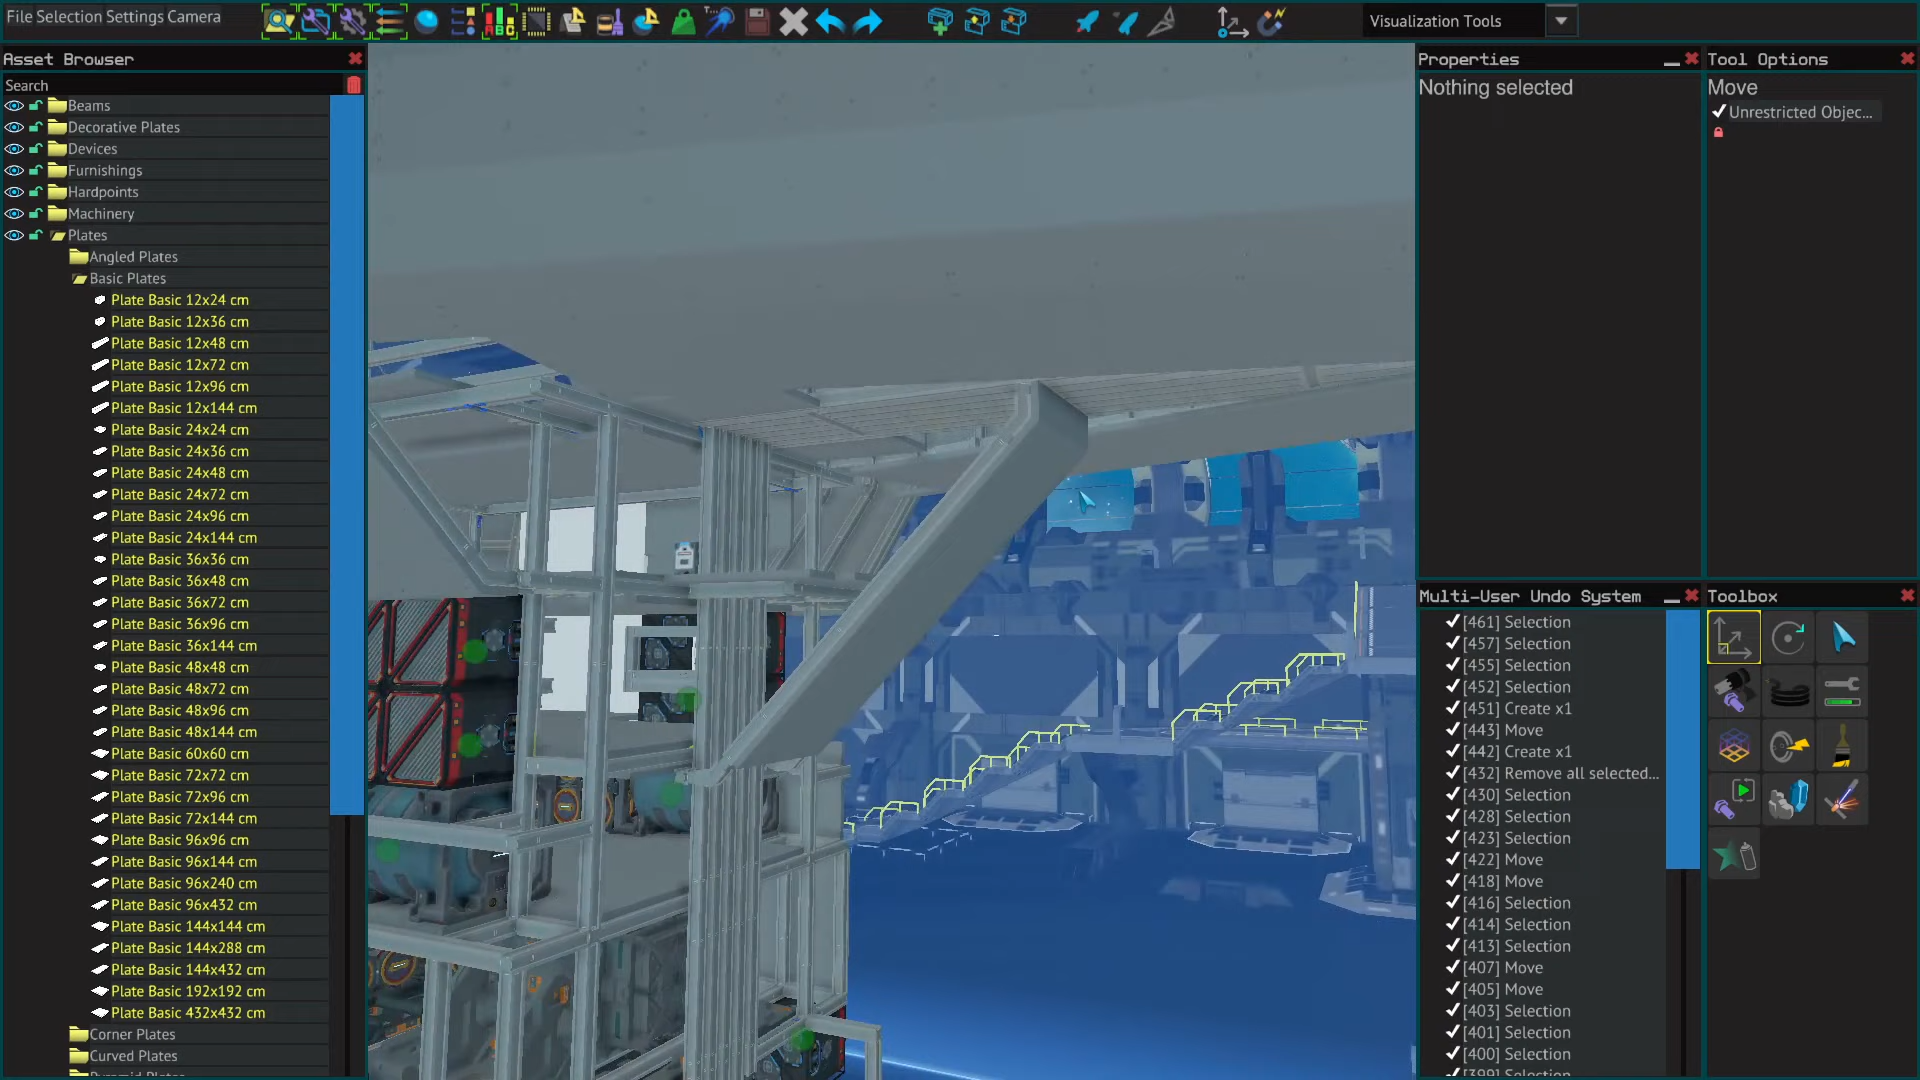 File Selection Settings Camera
Visualization Tools
Asset Browser
Search
Beams
Decorative Plates
Devices
Furnishings
Hardpoints
Machinery
Plates
Angled Plates
Basic Plates
Plate Basic 12x24 cm
Plate Basic 12x36 cm
Plate Basic 12x48 cm
Plate Basic 12x72 cm
Plate Basic 12x96 cm
Plate Basic 12x144 cm
Plate Basic 24x24 cm
Plate Basic 24x36 cm
Plate Basic 24x48 cm
Plate Basic 24x72 cm
Plate Basic 24x96 cm
Plate Basic 24x144 cm
Plate Basic 36x36 cm
Plate Basic 36x48 cm
Plate Basic 36x72 cm
Plate Basic 36x96 cm
Plate Basic 36x144 cm
Plate Basic 48x48 cm
Plate Basic 48x72 cm
Plate Basic 48x96 cm
Plate Basic 48x144 cm
Plate Basic 60x60 cm
Plate Basic 72x72 cm
Plate Basic 72x96 cm
Plate Basic 72x144 cm
Plate Basic 96x96 cm
Plate Basic 96x144 cm
Plate Basic 96x240 cm
Plate Basic 96x432 cm
Plate Basic 144x144 cm
Plate Basic 144x288 cm
Plate Basic 144x432 cm
Plate Basic 192x192 cm
Plate Basic 432x432 cm
Corner Plates
Curved Plates
Properties
Nothing selected
Tool Options
Move
Unrestricted Objec...
Multi-User Undo System
[461] Selection
[457] Selection
[455] Selection
[452] Selection
[451] Create x1
[443] Move
[442] Create x1
[432] Remove all selected...
[430] Selection
[428] Selection
[423] Selection
[422] Move
[418] Move
[416] Selection
[414] Selection
[413] Selection
[407] Move
[405] Move
[403] Selection
[401] Selection
[400] Selection
Toolbox
ABC